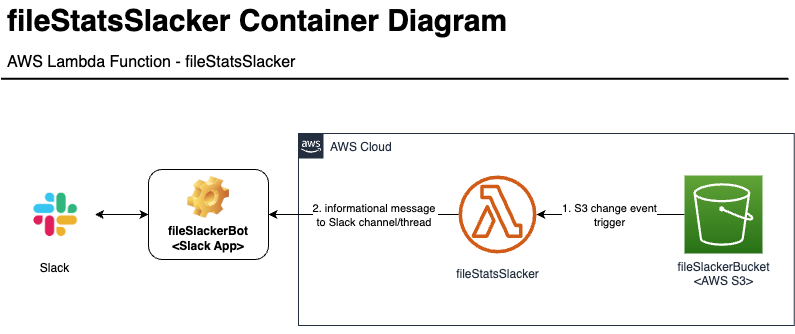 fileStatsSlacker Container Diagram
AWS Lambda Function - fileStatsSlacker
aws
AWS Cloud
2. informational message
to Slack channel/thread
1. S3 change event
trigger
fileSlackerBot
<Slack App>
Slack
fileStatsSlacker
fileSlackerBucket
<AWS S3>